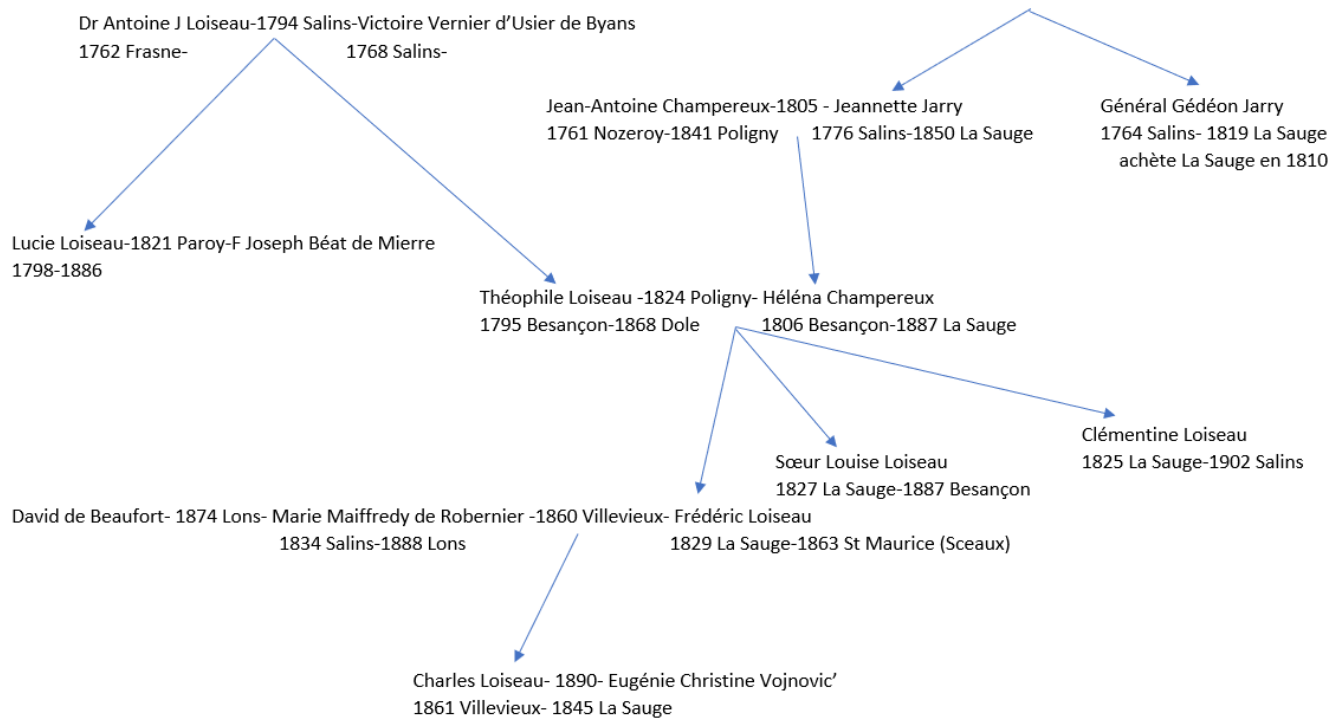 Dr Antoine J Loiseau-1794 Salins-Victoire Vernier d’Usier de Byans
1762 Frasne- 1768 Salins-
Jean-Antoine Champereux-1805 - Jeannette Jarry
1761 Nozeroy-1841 Poligny 1776 Salins-1850 La Sauge
Général Gédéon Jarry
1764 Salins- 1819 La Sauge
achète La Sauge en 1810
Lucie Loiseau-1821 Paroy-F Joseph Béat de Mierre
1798-1886
Théophile Loiseau -1824 Poligny- Héléna Champereux
1795 Besançon-1868 Dole 1806 Besançon-1887 La Sauge
Clémentine Loiseau
1825 La Sauge-1902 Salins
Sœur Louise Loiseau
1827 La Sauge-1887 Besançon
David de Beaufort- 1874 Lons- Marie Maiffredy de Robernier -1860 Villevieux- Frédéric Loiseau
1834 Salins-1888 Lons 1829 La Sauge-1863 St Maurice (Sceaux)
Charles Loiseau- 1890- Eugénie Christine Vojnovic’
1861 Villevieux- 1845 La Sauge